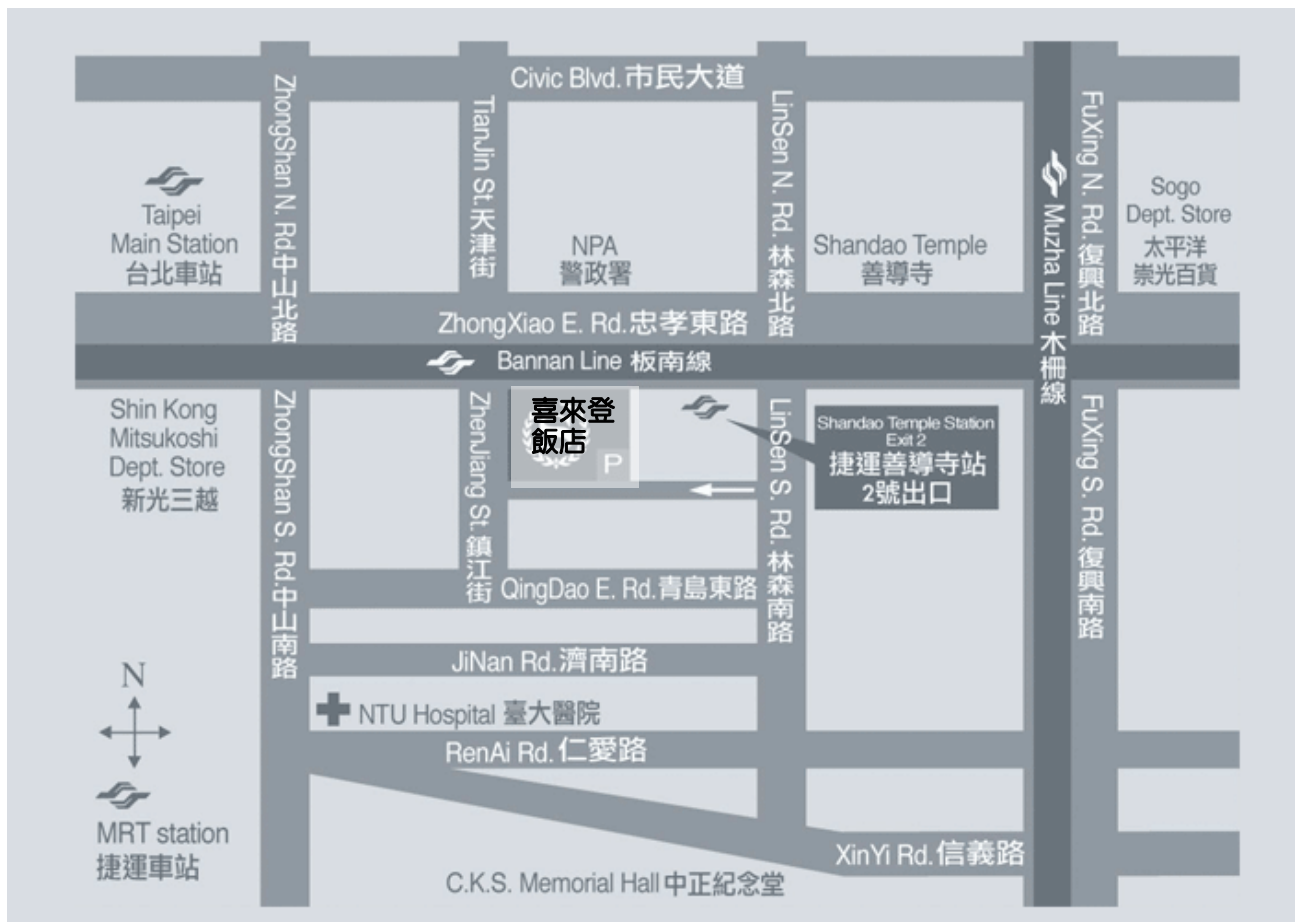 Civic Blvd. 市民大道
ZhongShan N. Rd. 中山北路
TianJin St. 天津街
LinSen N. Rd. 林森北路
Muzha Line 木柵線
FuXing N. Rd. 復興北路
Taipei
Main Station
台北車站
NPA
警政署
Shandao Temple
善導寺
Sogo
Dept. Store
太平洋
崇光百貨
ZhongXiao E. Rd. 忠孝東路
Bannan Line 板南線
Shin Kong
Mitsukoshi
Dept. Store
新光三越
ZhongShan S. Rd. 中山南路
ZhenJiang St. 鎮江街
喜來登
飯店
P
LinSen S. Rd. 林森南路
Shandao Temple Station
Exit 2
捷運善導寺站
2號出口
FuXing S. Rd. 復興南路
QingDao E. Rd. 青島東路
JiNan Rd. 濟南路
N
NTU Hospital 臺大醫院
RenAi Rd. 仁愛路
MRT station
捷運車站
XinYi Rd. 信義路
C.K.S. Memorial Hall 中正紀念堂